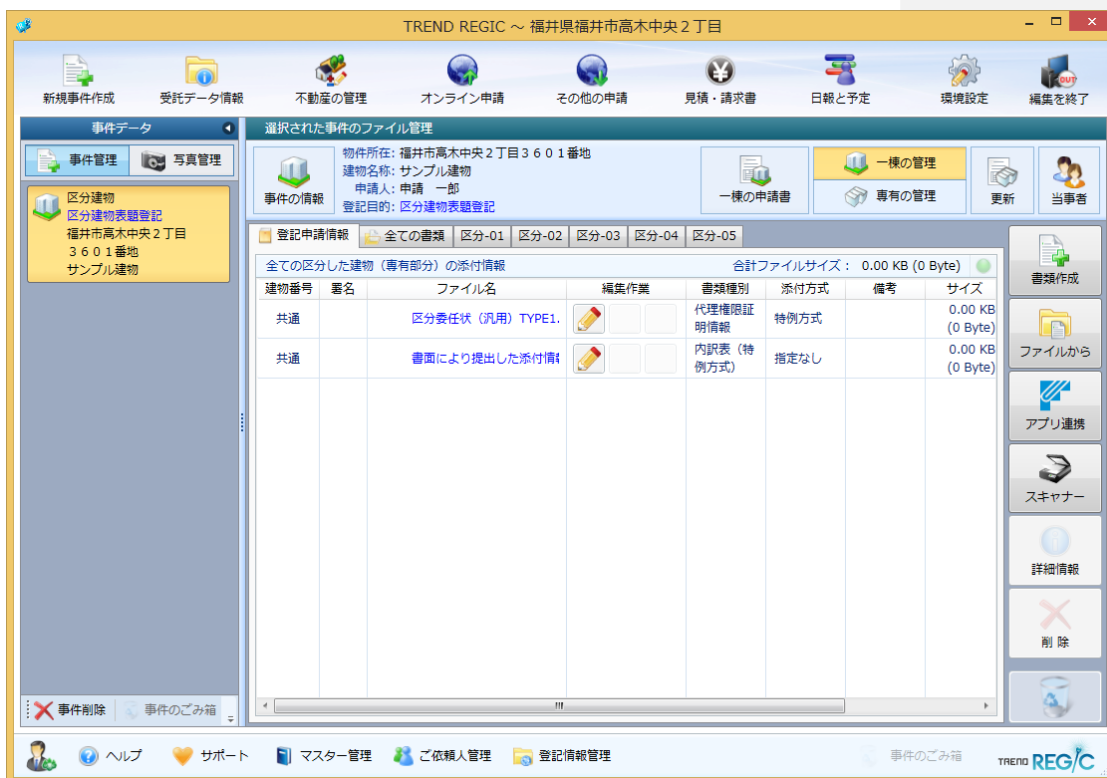 TREND REGIC ～ 福井県福井市高木中央２丁目
新規事件作成 受託データ情報 不動産の管理 オンライン申請 その他の申請 見積・請求書 日報と予定 環境設定 編集を終了
事件データ
選択された事件のファイル管理
事件管理 写真管理
区分建物
区分建物表題登記
福井市高木中央２丁目
３６０１番地
サンプル建物
事件の情報
物件所在: 福井市高木中央２丁目３６０１番地
建物名称: サンプル建物
申請人: 申請　一郎
登記目的: 区分建物表題登記
一棟の申請書
一棟の管理
専有の管理
更新
当事者
登記申請情報 全ての書類 区分-01 区分-02 区分-03 区分-04 区分-05
全ての区分した建物（専有部分）の添付情報 合計ファイルサイズ： 0.00 KB (0 Byte)
建物番号 署名 ファイル名 編集作業 書類種別 添付方式 備考 サイズ
共通 区分委任状（汎用）TYPE1. 代理権限証明情報 特例方式 0.00 KB (0 Byte)
共通 書面により提出した添付情 内訳表（特例方式） 指定なし 0.00 KB (0 Byte)
書類作成
ファイルから
アプリ連携
スキャナー
詳細情報
削 除
事件削除 事件のごみ箱
ヘルプ サポート マスター管理 ご依頼人管理 登記情報管理 事件のごみ箱 TREND REGIC